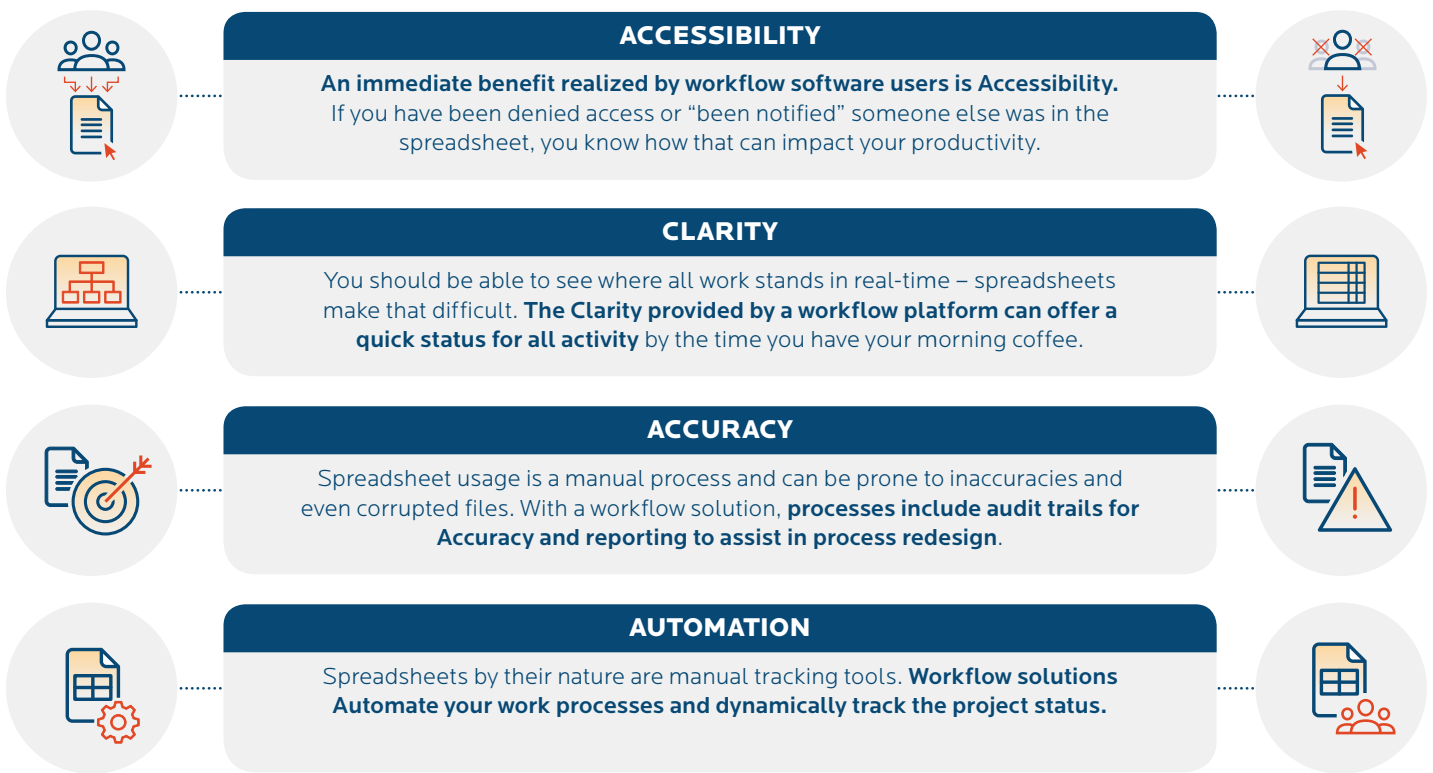 ACCESSIBILITY
An immediate benefit realized by workflow software users is Accessibility.
If you have been denied access or “been notified” someone else was in the
spreadsheet, you know how that can impact your productivity.
CLARITY
You should be able to see where all work stands in real-time – spreadsheets
make that difficult. The Clarity provided by a workflow platform can offer a
quick status for all activity by the time you have your morning coffee.
ACCURACY
Spreadsheet usage is a manual process and can be prone to inaccuracies and
even corrupted files. With a workflow solution, processes include audit trails for
Accuracy and reporting to assist in process redesign.
AUTOMATION
Spreadsheets by their nature are manual tracking tools. Workflow solutions
Automate your work processes and dynamically track the project status.